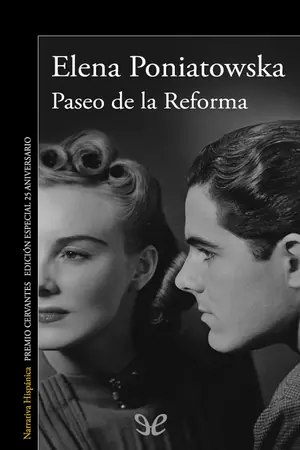 Elena Poniatowska
Paseo de la Reforma
Narrativa Hispánica PREMIO CERVANTES EDICIÓN ESPECIAL 25 ANIVERSARIO